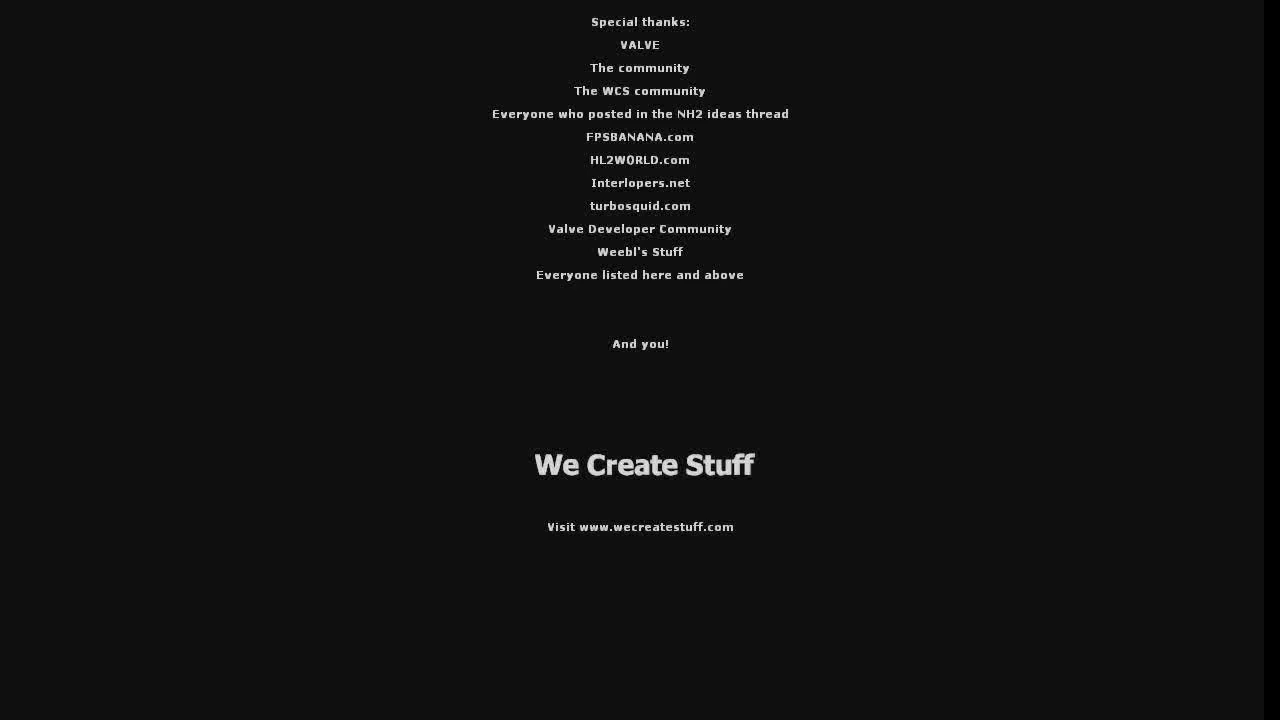 Special thanks:
VALVE
The community
The WCS community
Everyone who posted in the NH2 ideas thread
FPSBANANA.com
HL2WORLD.com
Interlopers.net
turbosquid.com
Valve Developer Community
Weebl's Stuff
Everyone listed here and above
And you!
We Create Stuff
Visit www.wecreatestuff.com